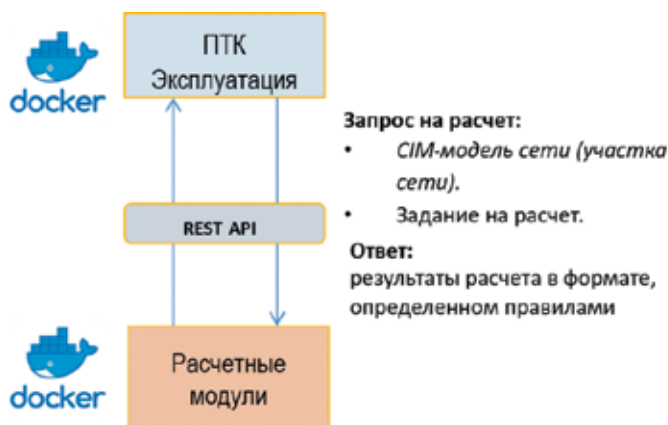 ПТК
Эксплуатация
docker
Запрос на расчет:
• CIM-модель сети (участка
сети).
• Задание на расчет.
REST API
Ответ:
результаты расчета в формате,
определенном правилами
Расчетные
модули
docker